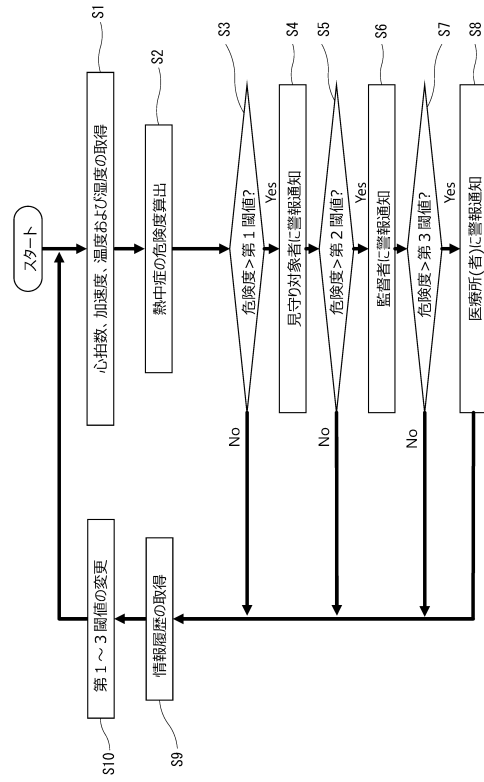 スタート
心拍数、加速度、温度および湿度の取得
S1
熱中症の危険度算出
S2
危険度>第1閾値?
S3
Yes
No
見守り対象者に警報通知
S4
危険度>第2閾値?
S5
Yes
No
監督者に警報通知
S6
危険度>第3閾値?
S7
Yes
No
医療所(者)に警報通知
S8
情報履歴の取得
S9
第1~3閾値の変更
S10